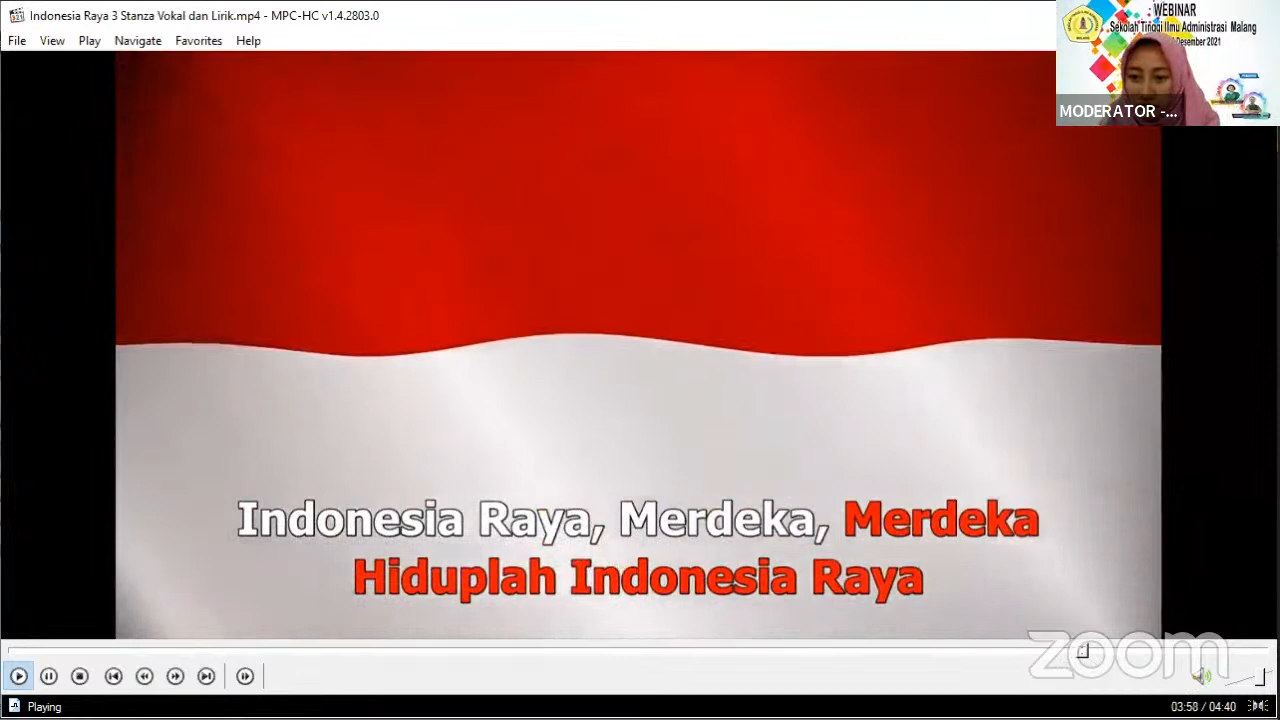 Indonesia Raya 3 Stanza Vokal dan Lirik.mp4 - MPC-HC v1.4.2803.0
File View Play Navigate Favorites Help
WEBINAR
Sekolah Tinggi Ilmu Administrasi Malang
Desember 2021
MODERATOR -...
Indonesia Raya, Merdeka, Merdeka
Hiduplah Indonesia Raya
zoom
Playing
03:58 / 04:40